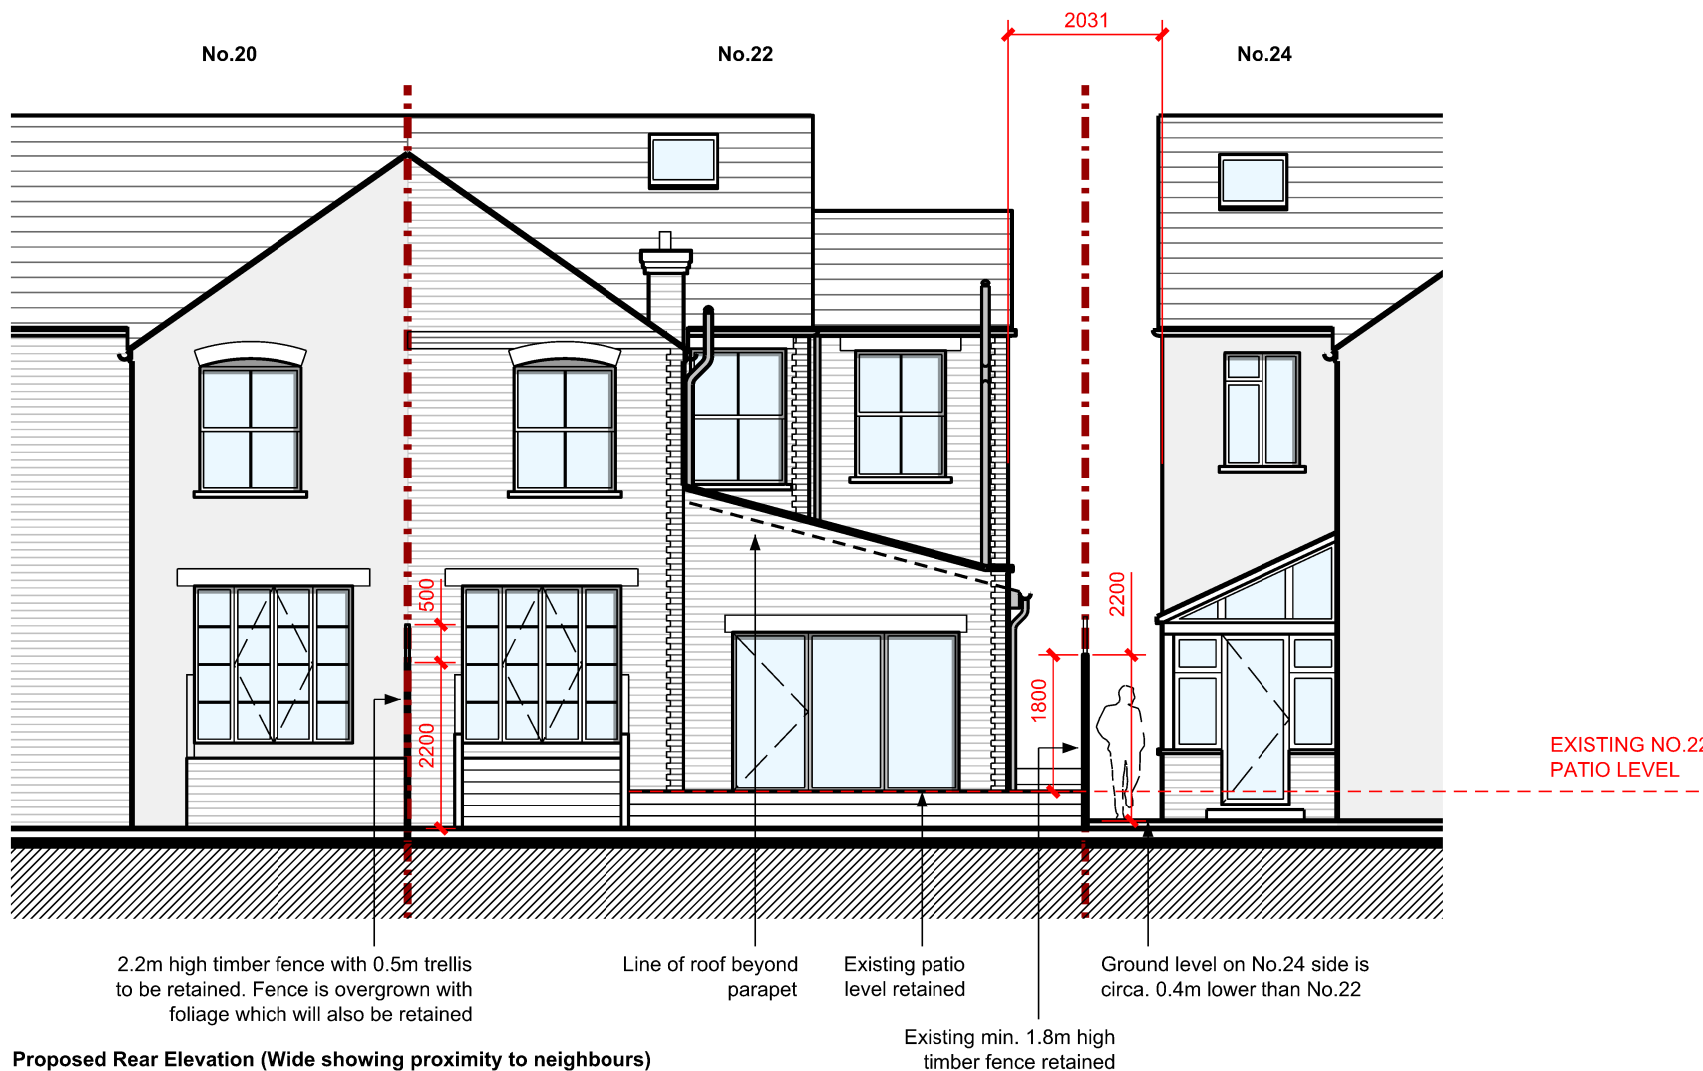 2031
No.20
No.22
No.24
500
2200
2200
1800
EXISTING NO.22
PATIO LEVEL
2.2m high timber fence with 0.5m trellis
to be retained. Fence is overgrown with
foliage which will also be retained
Line of roof beyond
parapet
Existing patio
level retained
Ground level on No.24 side is
circa. 0.4m lower than No.22
Existing min. 1.8m high
timber fence retained
Proposed Rear Elevation (Wide showing proximity to neighbours)